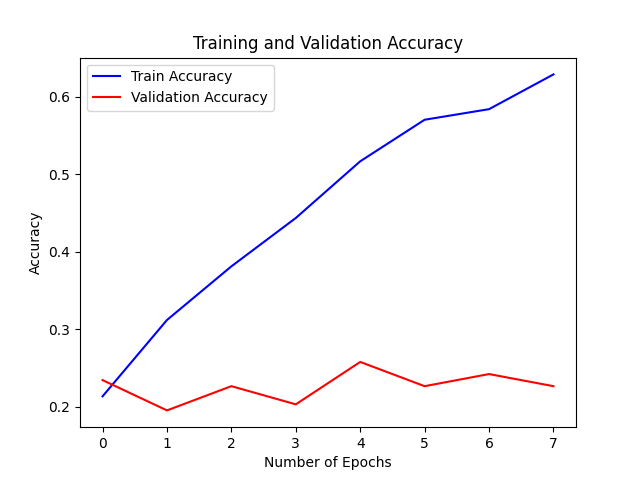 Training and Validation Accuracy
Train Accuracy
Validation Accuracy
Accuracy
0.6
0.5
0.4
0.3
0.2
0 1 2 3 4 5 6 7
Number of Epochs